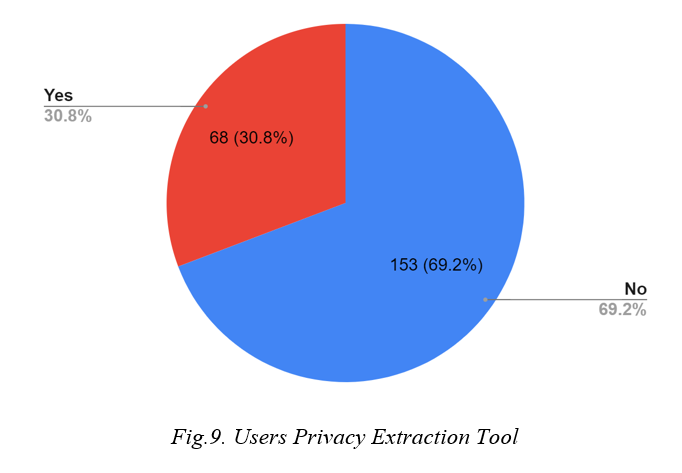 Yes
30.8%
68 (30.8%)
153 (69.2%)
No
69.2%
Fig.9. Users Privacy Extraction Tool